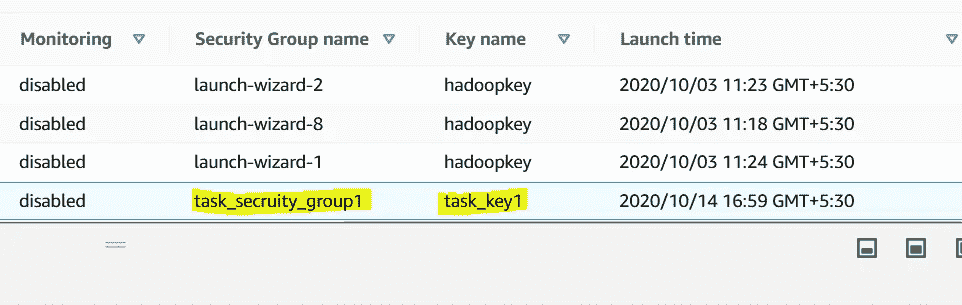 Monitoring Security Group name Key name Launch time
disabled launch-wizard-2 hadoopkey 2020/10/03 11:23 GMT+5:30
disabled launch-wizard-8 hadoopkey 2020/10/03 11:18 GMT+5:30
disabled launch-wizard-1 hadoopkey 2020/10/03 11:24 GMT+5:30
disabled task_secruity_group1 task_key1 2020/10/14 16:59 GMT+5:30